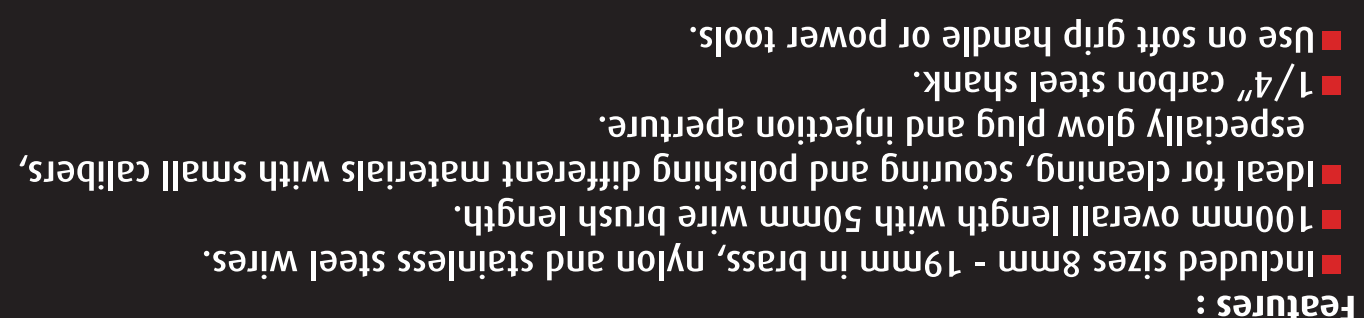 Features :
■ Included sizes 8mm - 19mm in brass, nylon and stainless steel wires.
■ 100mm overall length with 50mm wire brush length.
■ Ideal for cleaning, scouring and polishing different materials with small calibers,
especially glow plug and injection aperture.
■ 1/4" carbon steel shank.
■ Use on soft grip handle or power tools.